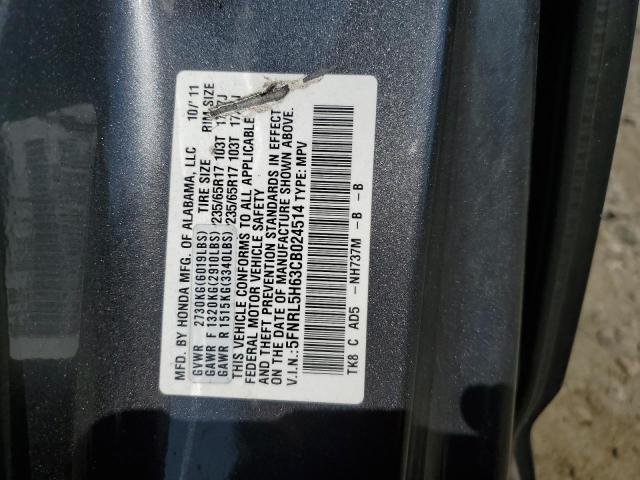 MFD. BY HONDA MFG. OF ALABAMA, LLC 10/'11
GVWR 2730KG(6019LBS) TIRE SIZE RIM SIZE
GAWR F 1320KG(2910LBS) 235/65R17 103T
GAWR R 1515KG(3340LBS) 235/65R17 103T
THIS VEHICLE CONFORMS TO ALL APPLICABLE
FEDERAL MOTOR VEHICLE SAFETY
AND THEFT PREVENTION STANDARDS IN EFFECT
ON THE DATE OF MANUFACTURE SHOWN ABOVE.
V.I.N.:5FNRL5H63CB024514 TYPE: MPV
TK8 C AD5 -NH737M -B -B